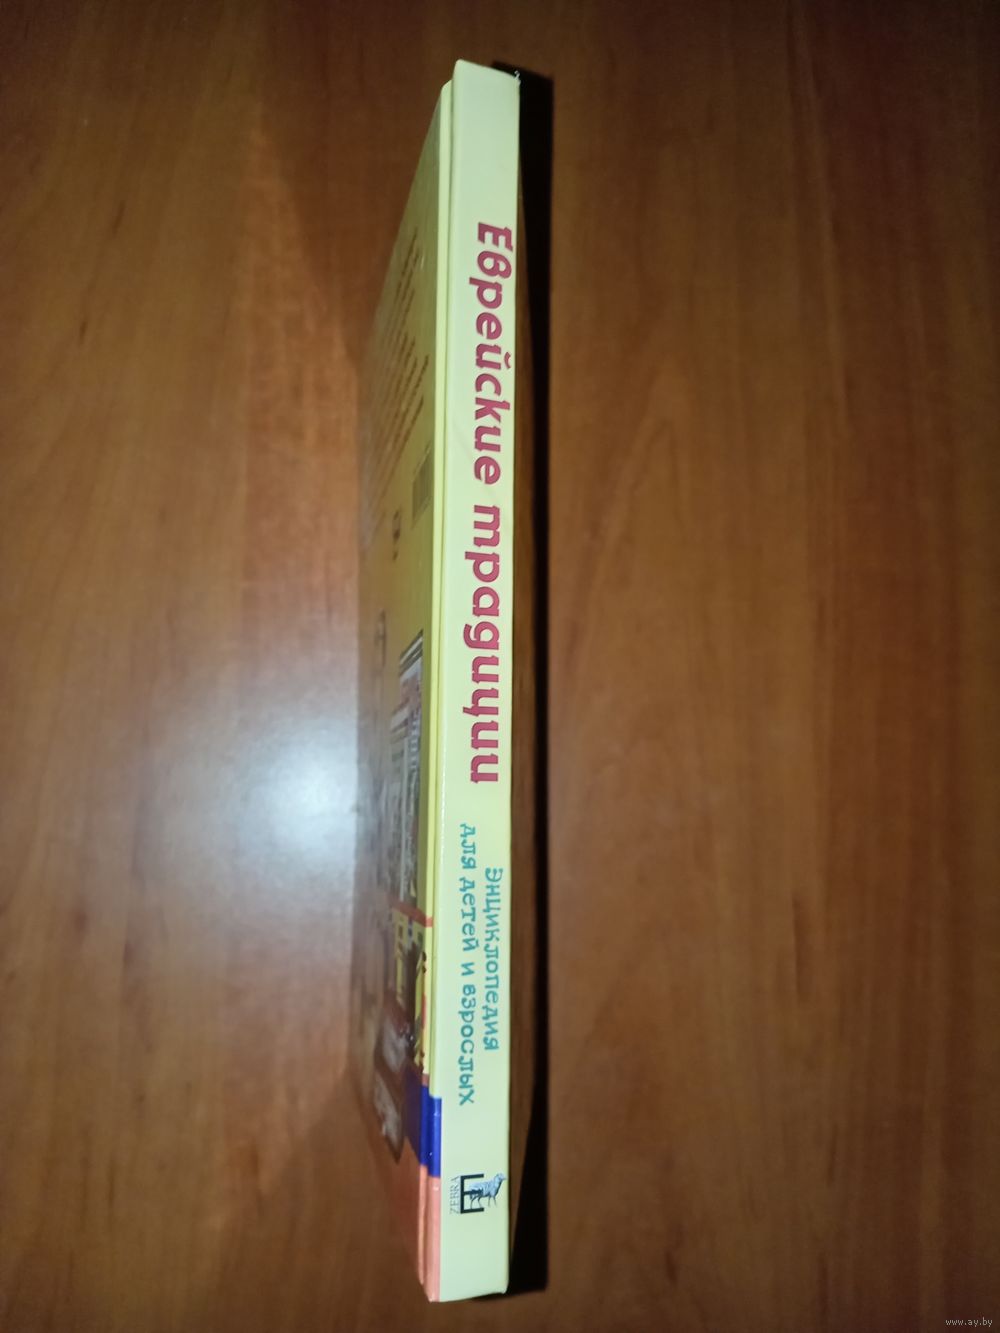 Еврейские традиции
Энциклопедия
для детей и взрослых
ZEBRA
www.ay.by